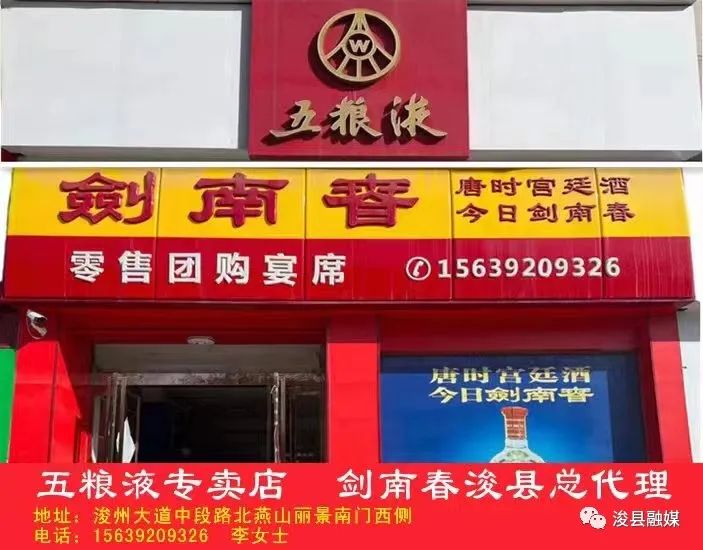 W
五粮液
劍南春
唐时宫廷酒
今日剑南春
零售团购宴席 15639209326
唐时宫廷酒
今日劍南春
五粮液专卖店 剑南春浚县总代理
地址：浚州大道中段路北燕山丽景南门西侧
电话：15639209326 李女士
浚县融媒